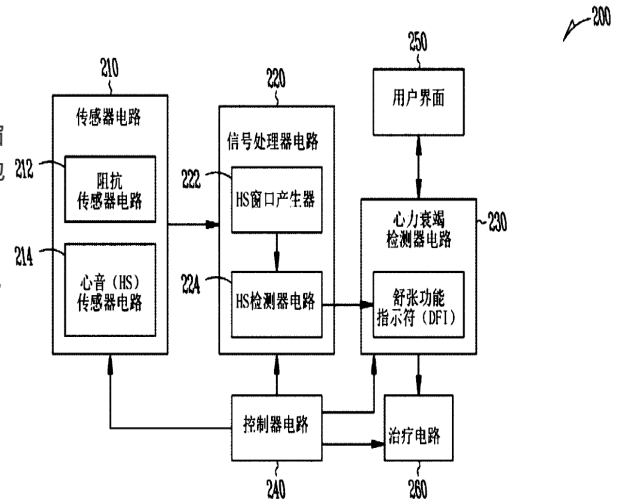 200
210
传感器电路
212
阻抗
传感器电路
214
心音（HS）
传感器电路
220
信号处理器电路
222
HS窗口产生器
224
HS检测器电路
250
用户界面
心力衰竭
检测器电路
230
舒张功能
指示符（DFI）
控制器电路
240
治疗电路
260